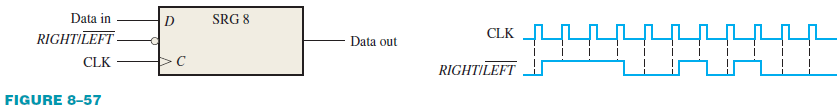 Data in
D
SRG 8
RIGHT/LEFT
CLK
C
Data out
CLK
RIGHT/LEFT
FIGURE 8–57